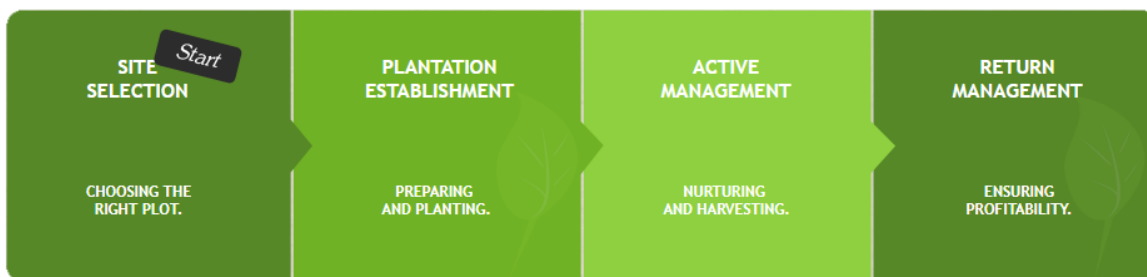 Start
SITE
SELECTION
CHOOSING THE
RIGHT PLOT.
PLANTATION
ESTABLISHMENT
PREPARING
AND PLANTING.
ACTIVE
MANAGEMENT
NURTURING
AND HARVESTING.
RETURN
MANAGEMENT
ENSURING
PROFITABILITY.